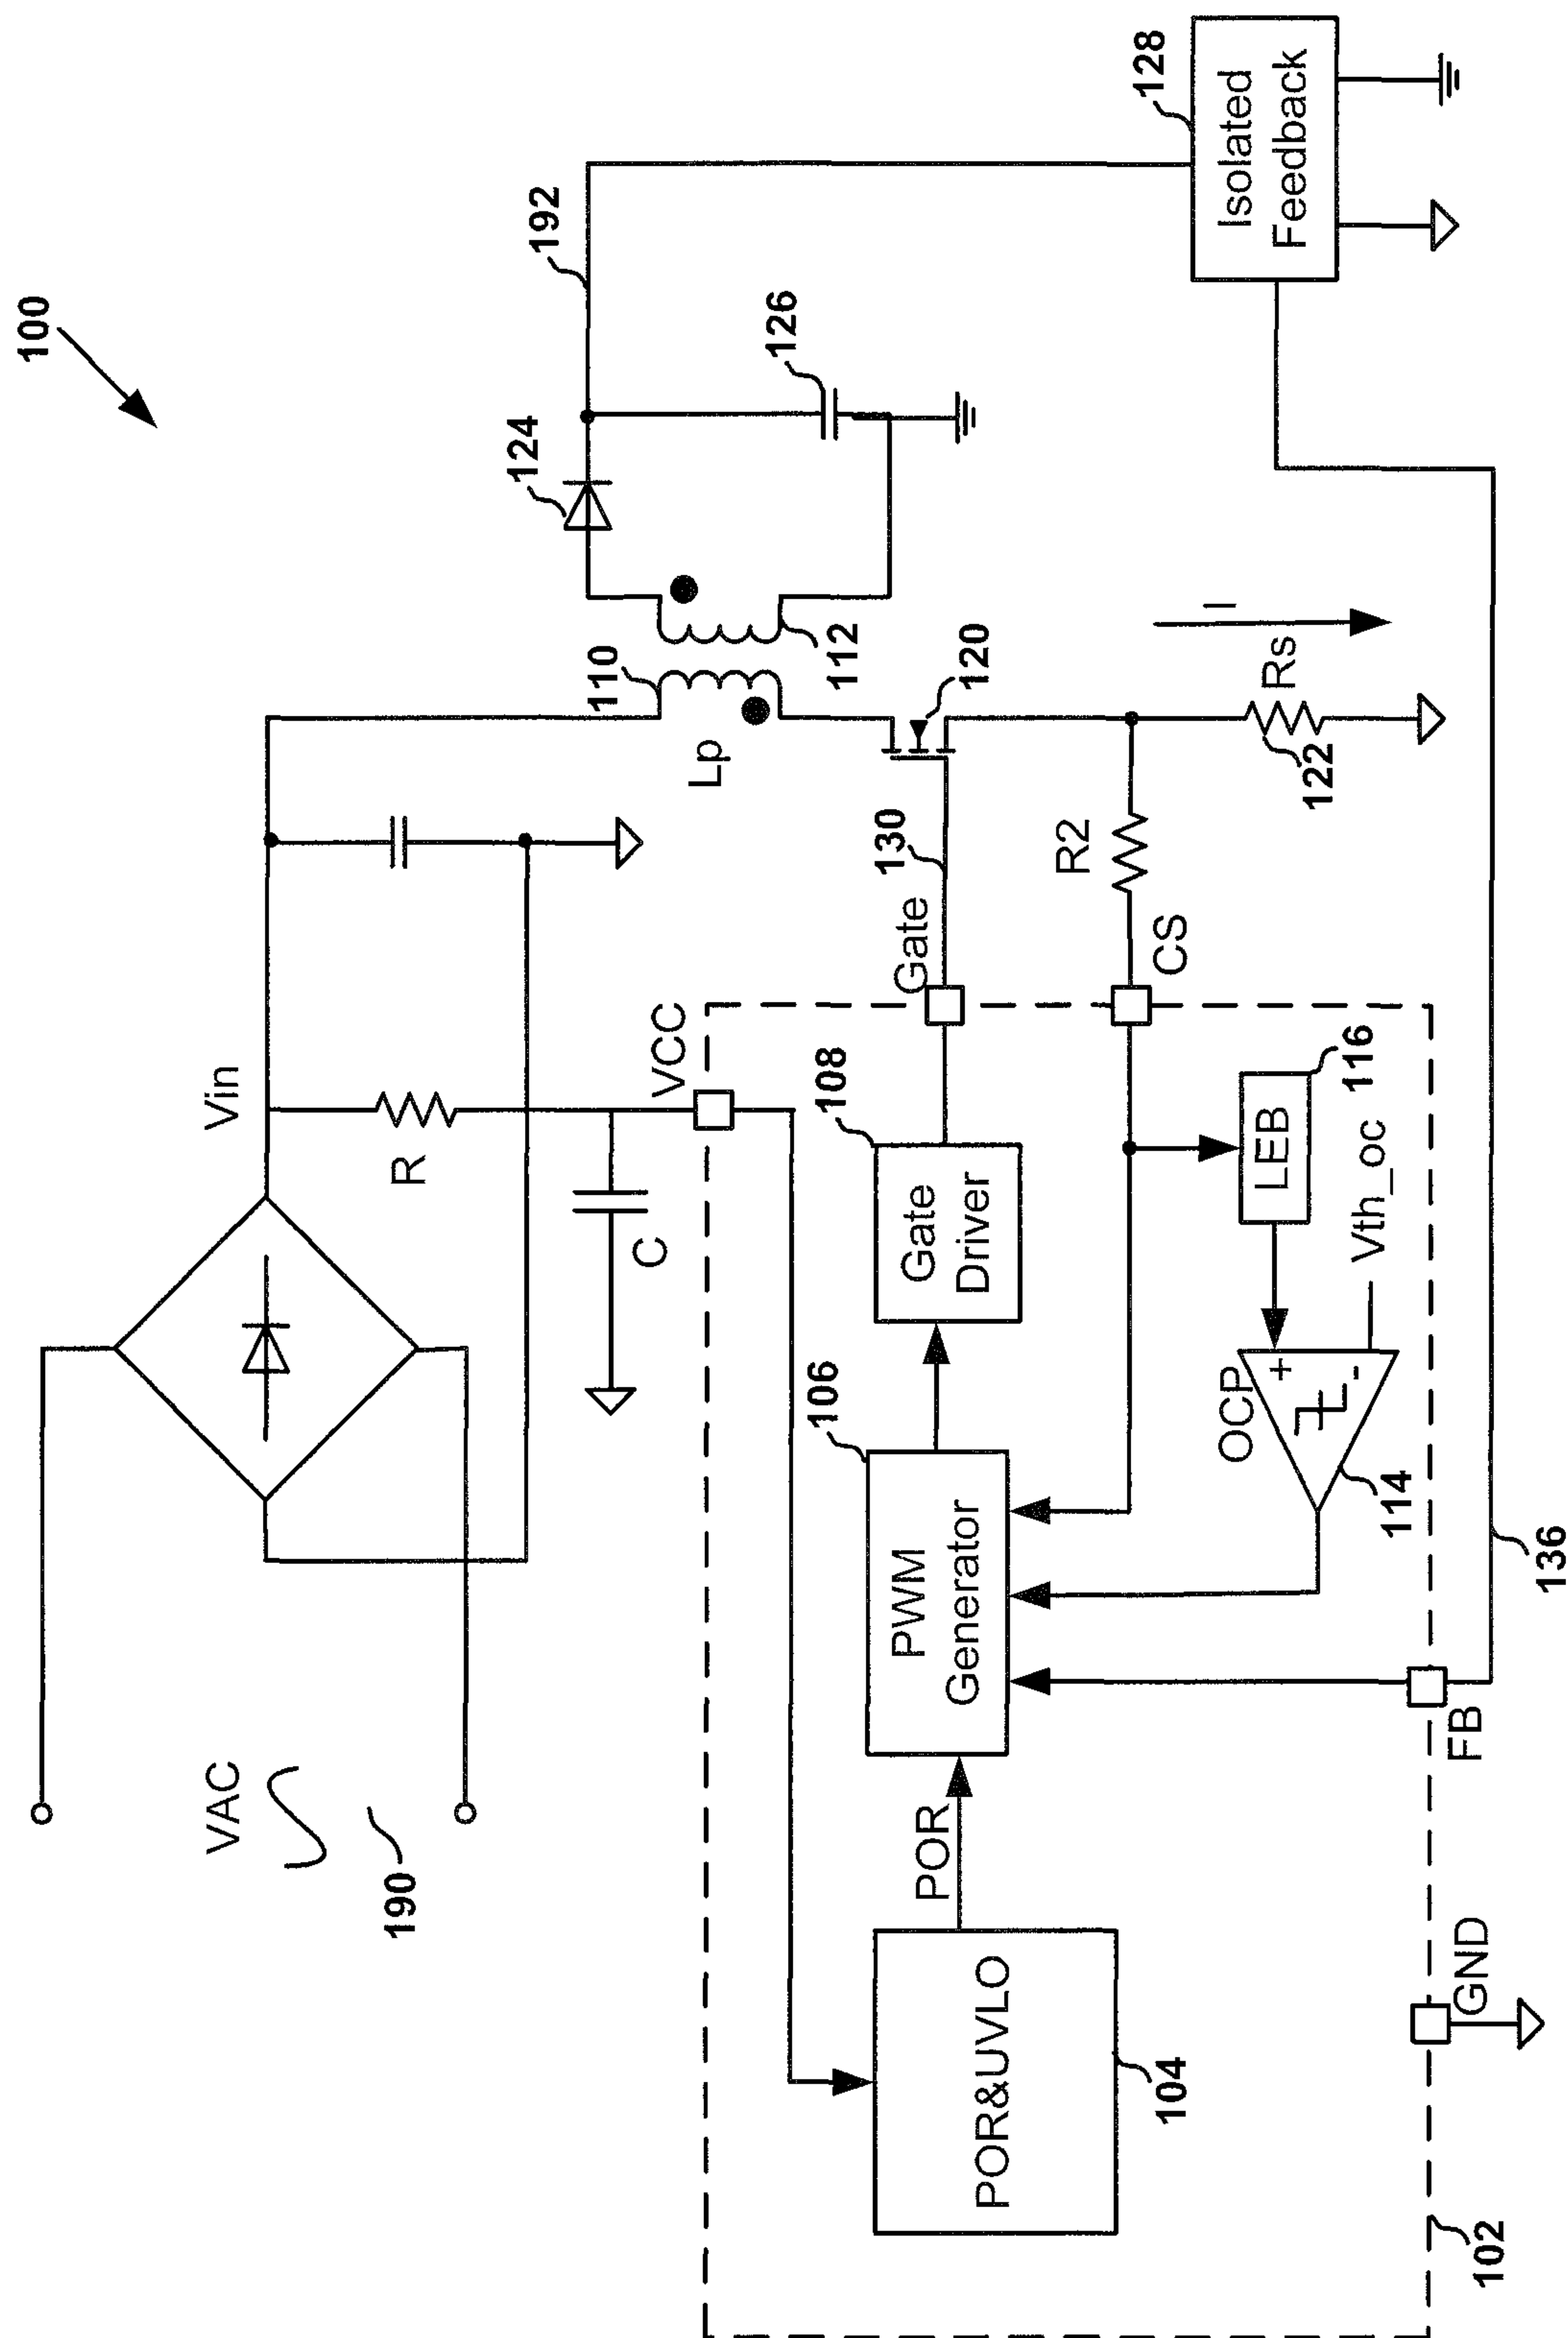 100
VAC
190
Vin
R
C
VCC
Lp
110
112
124
126
192
128
Isolated
Feedback
120
130
Gate
R2
CS
I
Rs
122
108
Gate
Driver
106
PWM
Generator
116
LEB
Vth_oc
OCP
+
-
114
136
POR
POR&UVLO
104
FB
GND
102